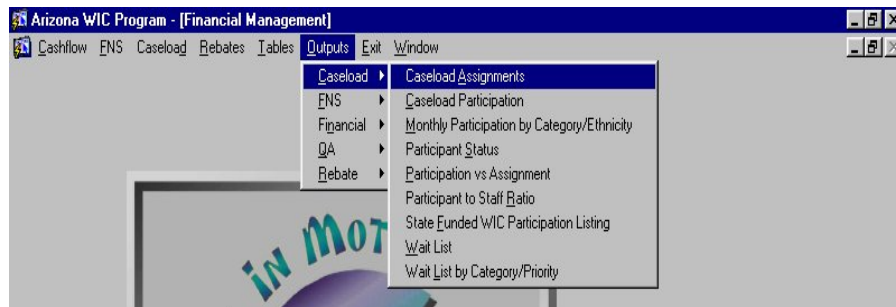 Arizona WIC Program - [Financial Management]
Cashflow FNS Caseload Rebates Tables Outputs Exit Window
Caseload
FNS
Financial
QA
Rebate
Caseload Assignments
Caseload Participation
Monthly Participation by Category/Ethnicity
Participant Status
Participation vs Assignment
Participant to Staff Ratio
State Funded WIC Participation Listing
Wait List
Wait List by Category/Priority
IN MOT